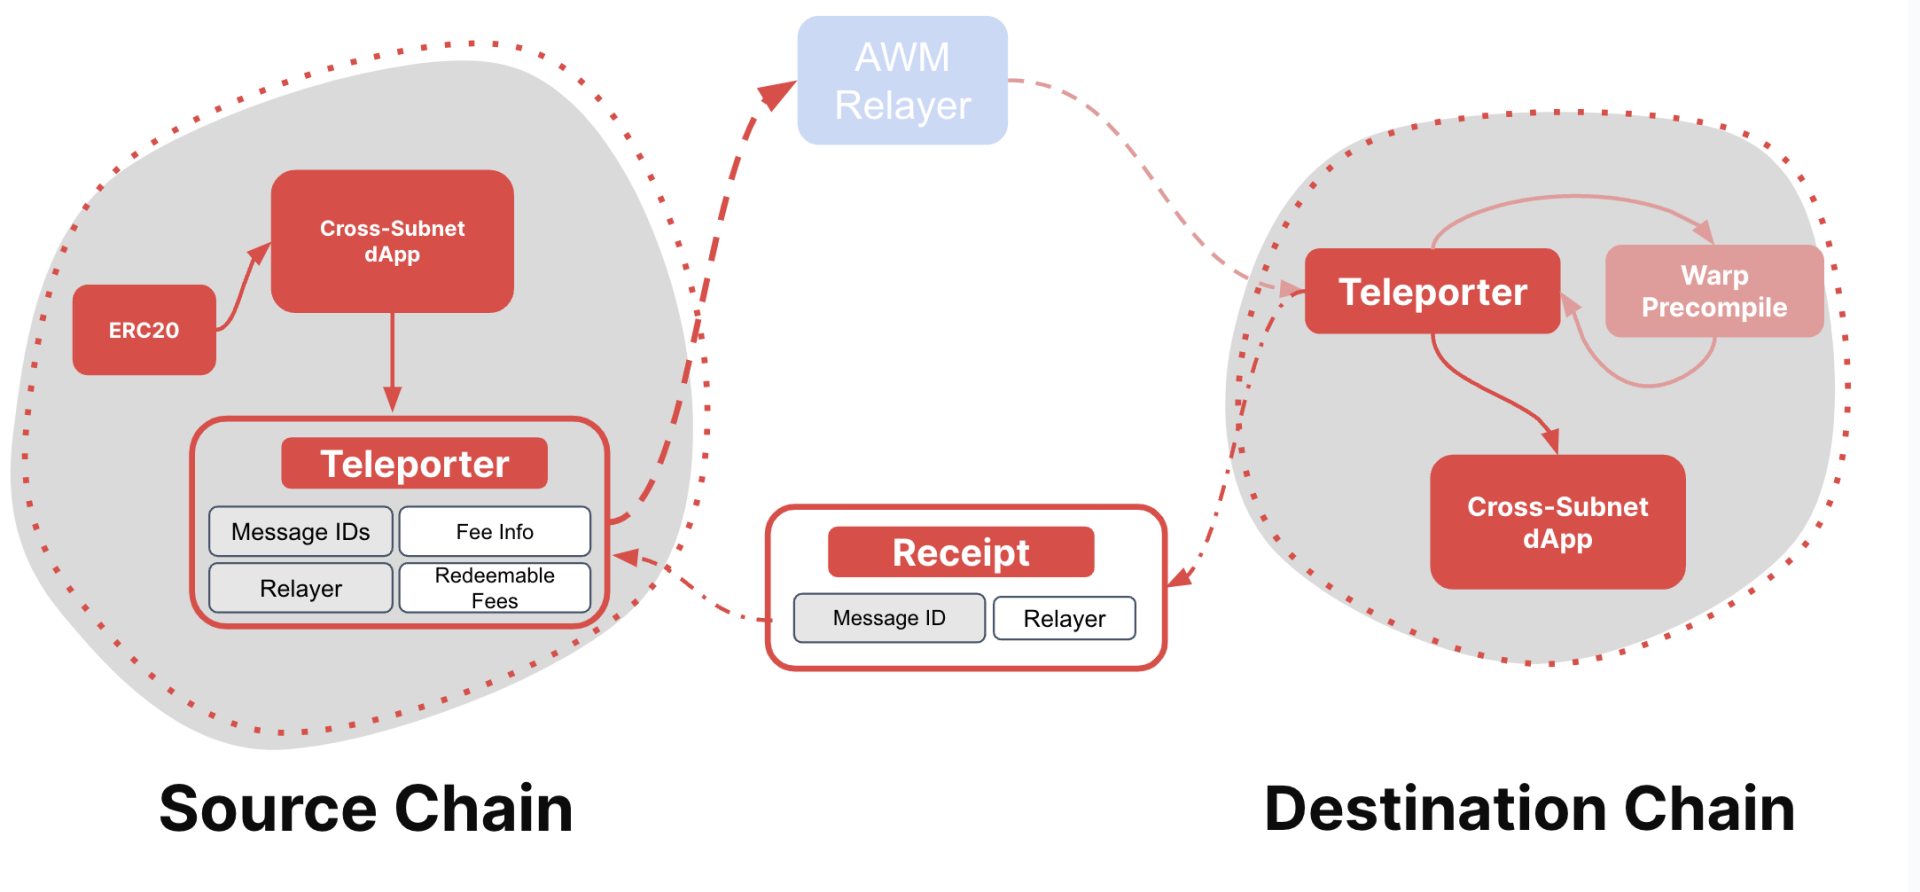 AWM
Relayer
Cross-Subnet
dApp
ERC20
Teleporter
Message IDs
Fee Info
Relayer
Redeemable
Fees
Receipt
Message ID
Relayer
Teleporter
Warp
Precompile
Cross-Subnet
dApp
Source Chain
Destination Chain